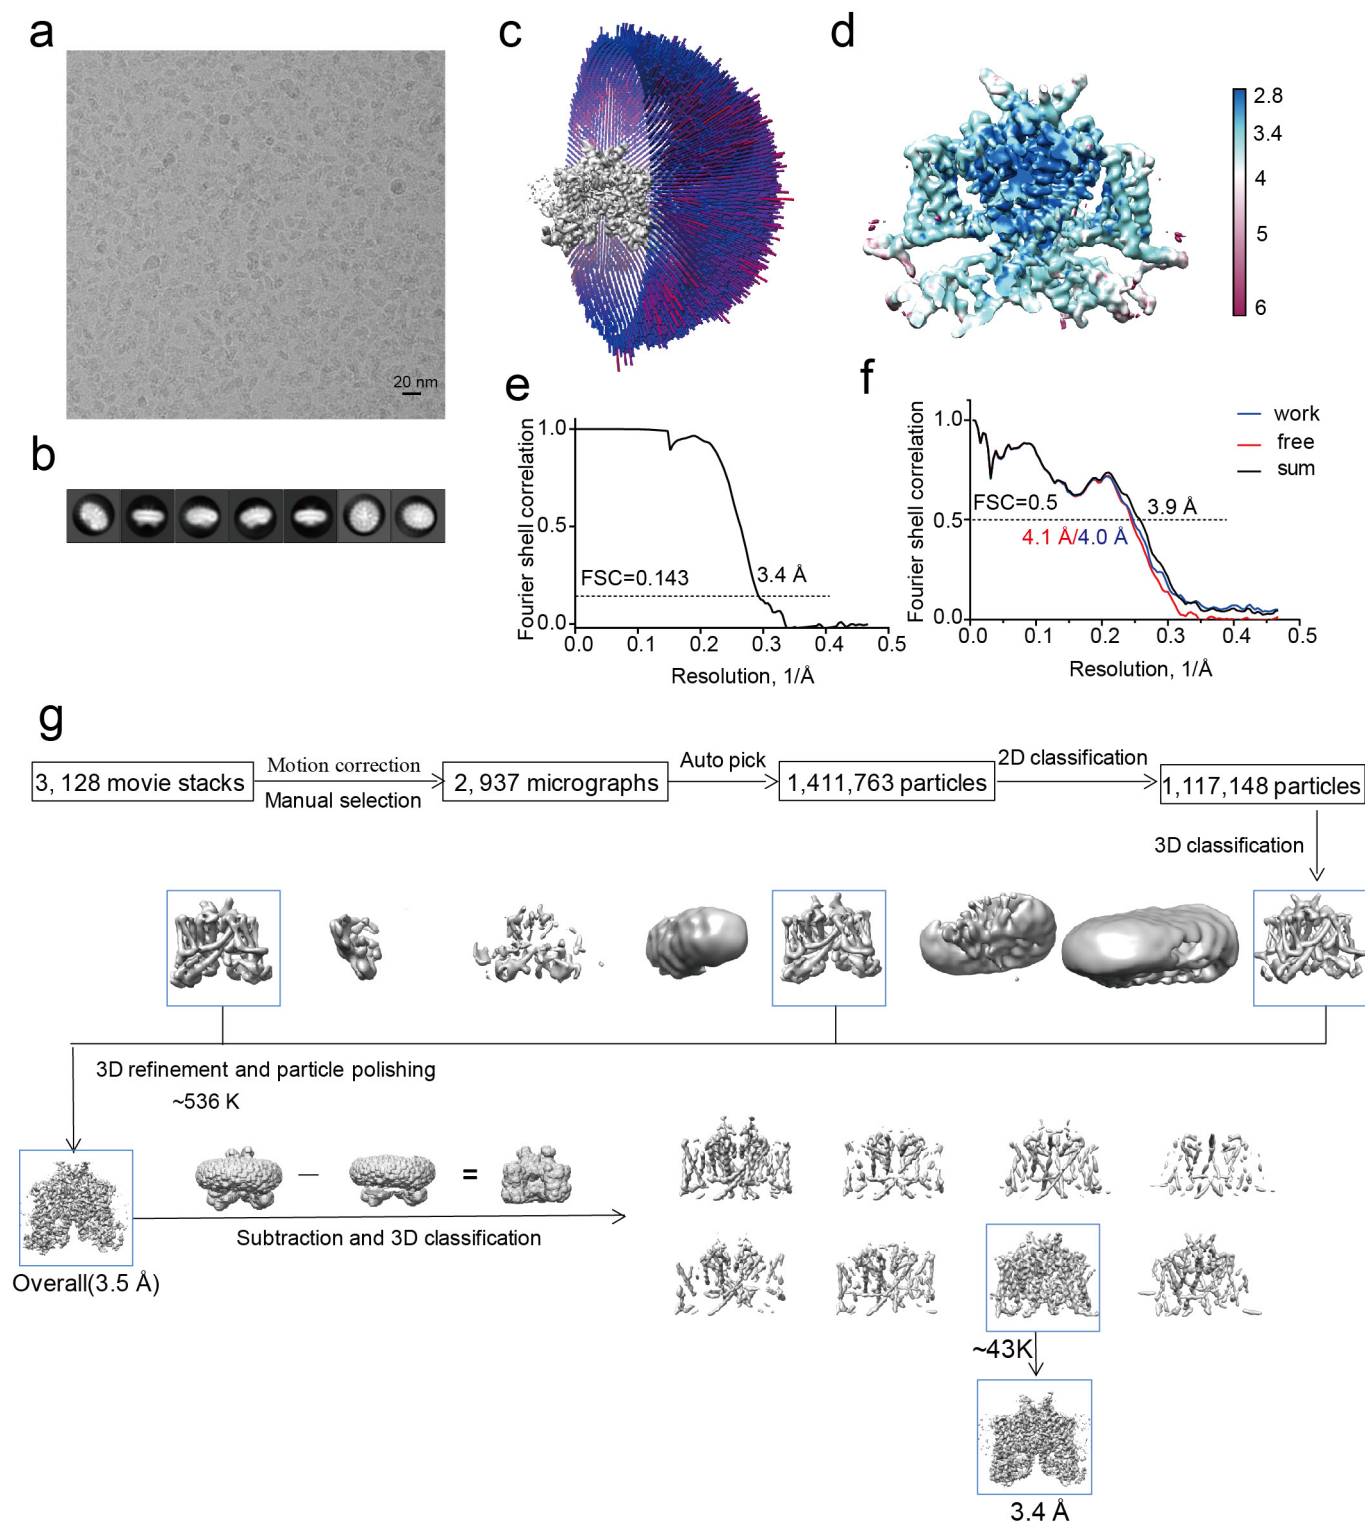 a
20 nm
b
c
d
2.8
3.4
4
5
6
e
Fourier shell correlation
1.0
0.5
0.0
FSC=0.143
3.4 Å
0.0 0.1 0.2 0.3 0.4 0.5
Resolution, 1/Å
f
Fourier shell correlation
1.0
0.5
0.0
FSC=0.5
3.9 Å
4.1 Å/4.0 Å
work
free
sum
0.0 0.1 0.2 0.3 0.4 0.5
Resolution, 1/Å
g
3, 128 movie stacks
Motion correction
Manual selection
2, 937 micrographs
Auto pick
1,411,763 particles
2D classification
1,117,148 particles
3D classification
3D refinement and particle polishing
~536 K
Overall(3.5 Å)
— =
Subtraction and 3D classification
~43K
3.4 Å